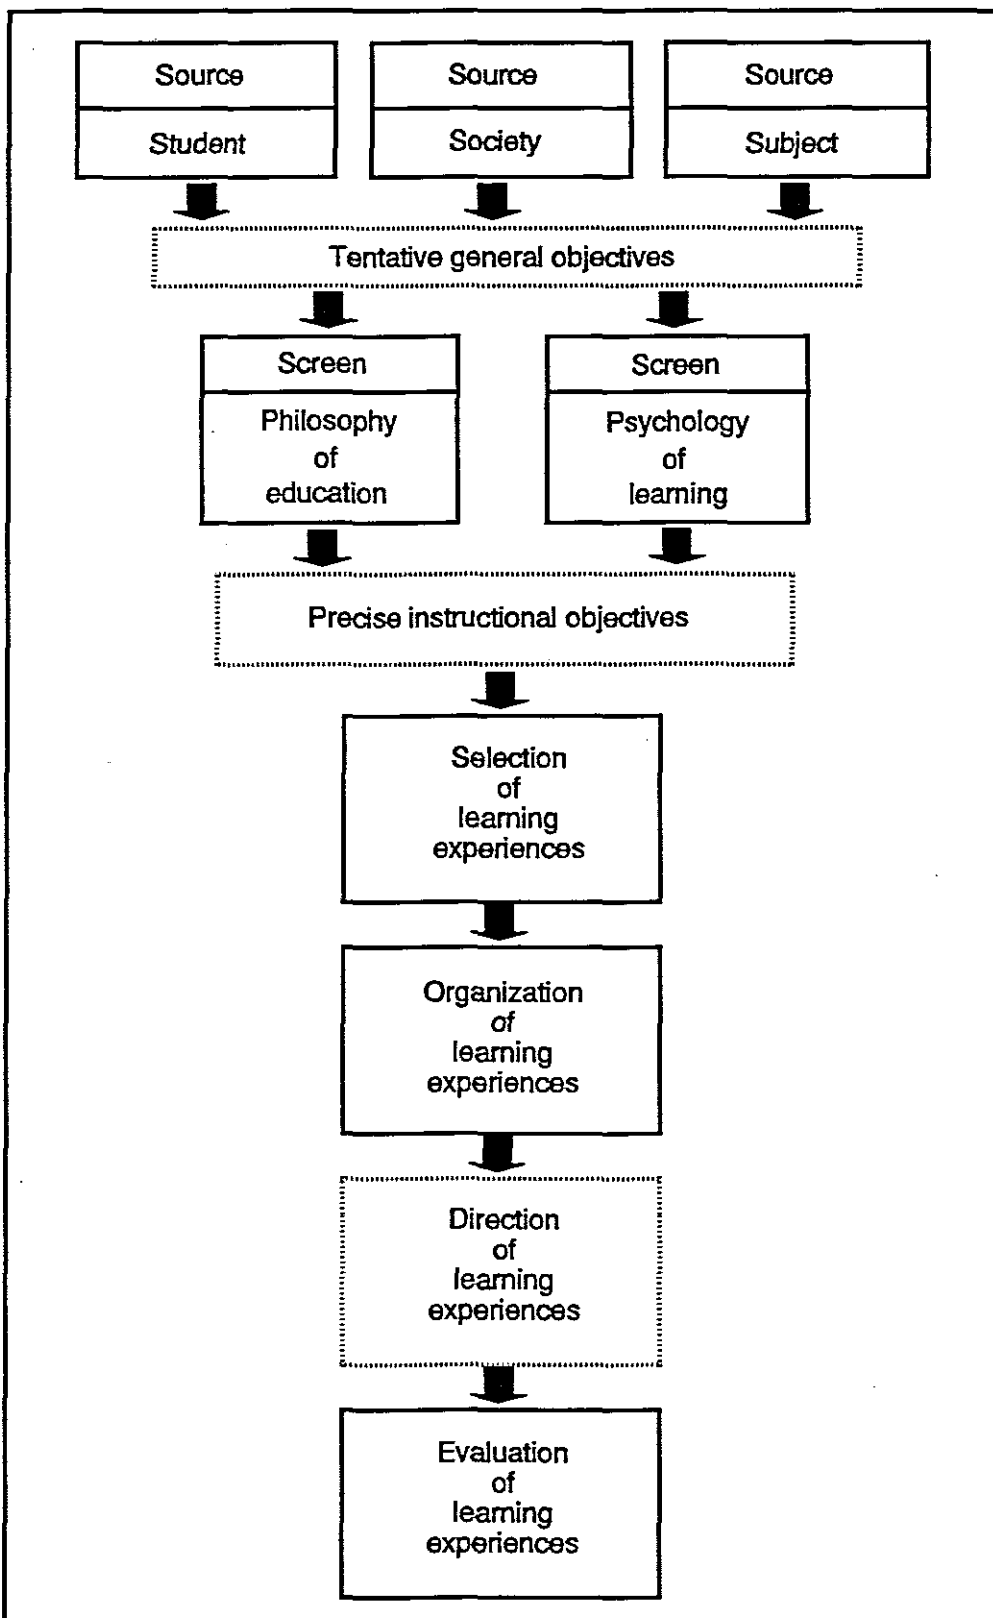 Source
Source
Source
Student
Society
Subject
Tentative general objectives
Screen
Screen
Philosophy
of
education
Psychology
of
learning
Precise instructional objectives
Selection
of
learning
experiences
Organization
of
learning
experiences
Direction
of
learning
experiences
Evaluation
of
learning
experiences